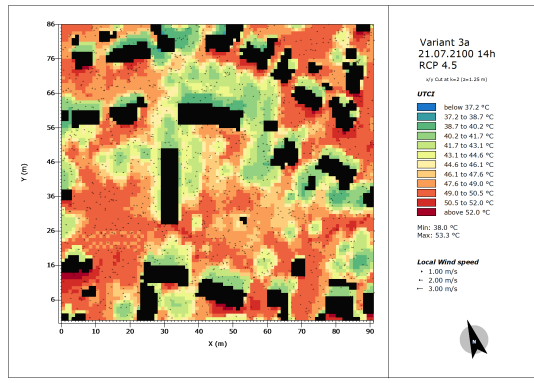 86
76
66
56
46
36
26
16
6
Y (m)
0 10 20 30 40 50 60 70 80 90
X (m)
Variant 3a
21.07.2100 14h
RCP 4.5
x/y Cut at k=2 (z=1.25 m)
UTCI
below 37.2 °C
37.2 to 38.7 °C
38.7 to 40.2 °C
40.2 to 41.7 °C
41.7 to 43.1 °C
43.1 to 44.6 °C
44.6 to 46.1 °C
46.1 to 47.6 °C
47.6 to 49.0 °C
49.0 to 50.5 °C
50.5 to 52.0 °C
above 52.0 °C
Min: 38.0 °C
Max: 53.3 °C
Local Wind speed
1.00 m/s
2.00 m/s
3.00 m/s
N